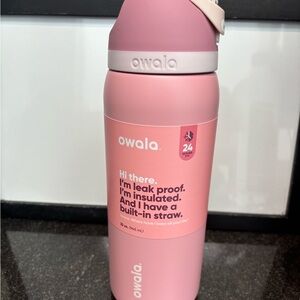 owala
owala
24
Hi there.
I'm leak proof.
I'm insulated.
And I have a
built-in straw.
owala